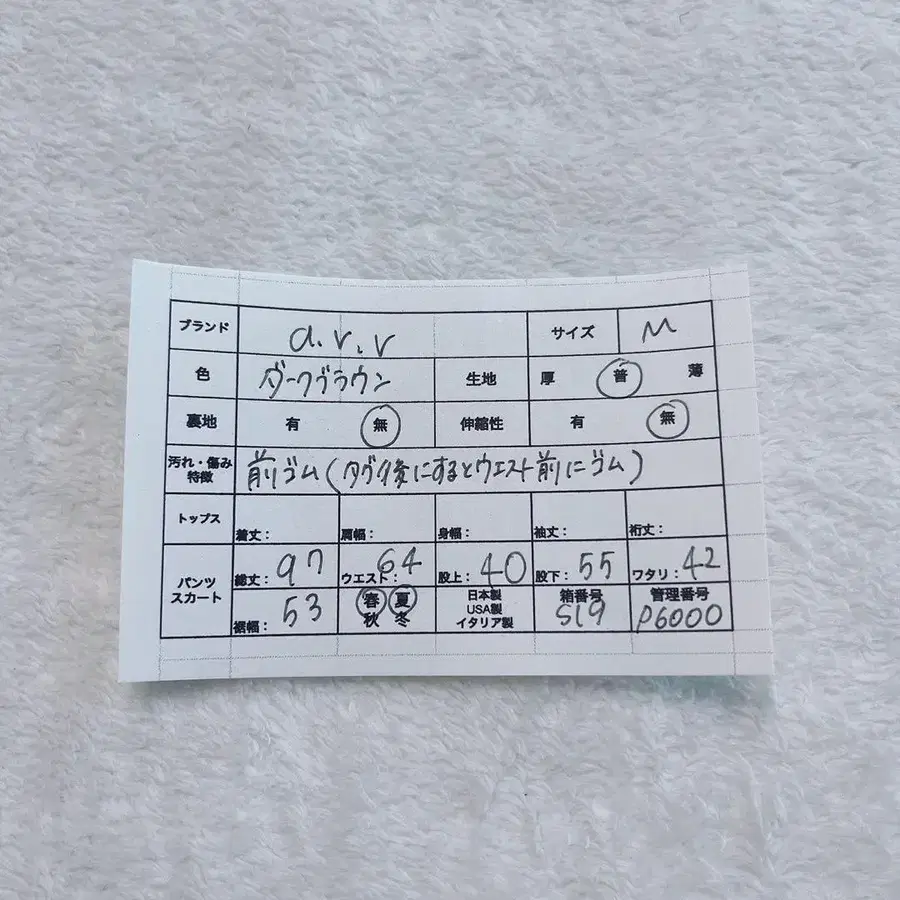 ブランド a.v.v サイズ M
色 ダークブラウン 生地 厚 普 薄
裏地 有 無 伸縮性 有 無
汚れ・傷み 特徴 前ゴム(タグ後にするとウエスト前にゴム)
トップス 着丈: 肩幅: 身幅: 袖丈: 裄丈:
パンツ スカート 総丈: 97 ウエスト: 64 股上: 40 股下: 55 ワタリ: 42
裾幅: 53 春 夏 秋 冬 日本製 USA製 イタリア製 箱番号 S19 管理番号 P6000